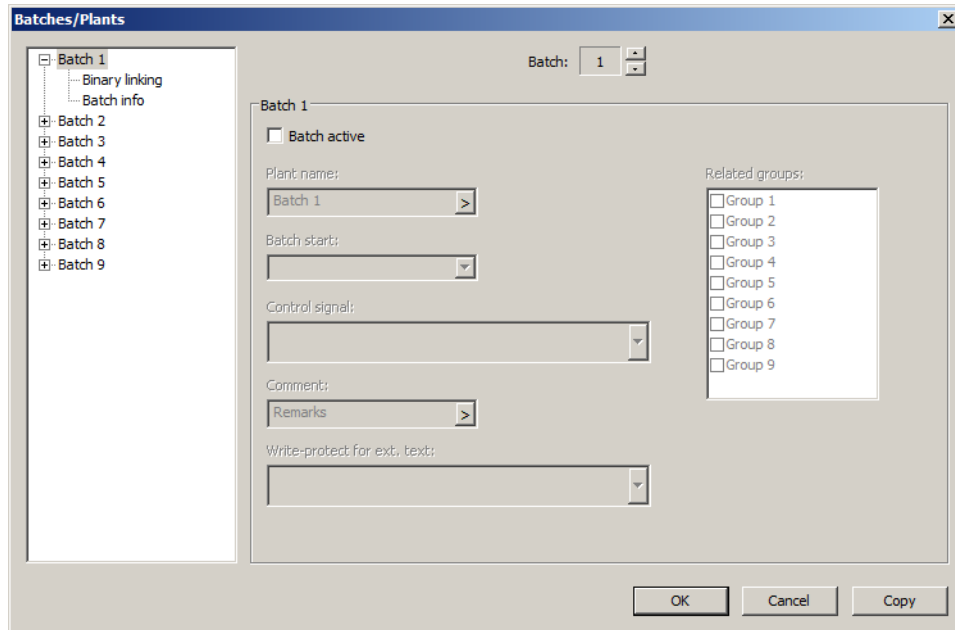 Batches/Plants
Batch 1
Binary linking
Batch info
Batch 2
Batch 3
Batch 4
Batch 5
Batch 6
Batch 7
Batch 8
Batch 9
Batch: 1
Batch 1
Batch active
Plant name:
Batch 1 >
Batch start:
Control signal:
Comment:
Remarks >
Write-protect for ext. text:
Related groups:
Group 1
Group 2
Group 3
Group 4
Group 5
Group 6
Group 7
Group 8
Group 9
OK Cancel Copy